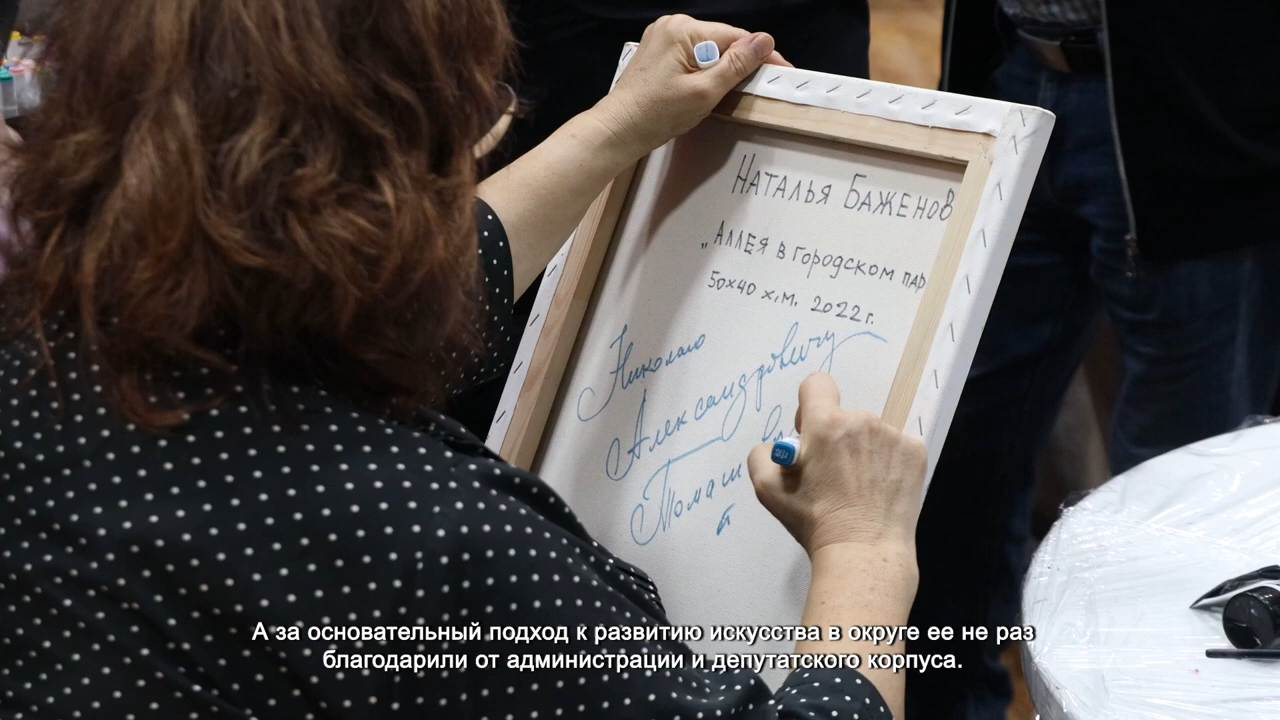 НАТАЛЬЯ БАЖЕНОВ
„АЛЛЕЯ В ГОРОДСКОМ ПАР
50х40 х.м. 2022г.
Николаю
Александровичу
А за основательный подход к развитию искусства в округе ее не раз
благодарили от администрации и депутатского корпуса.